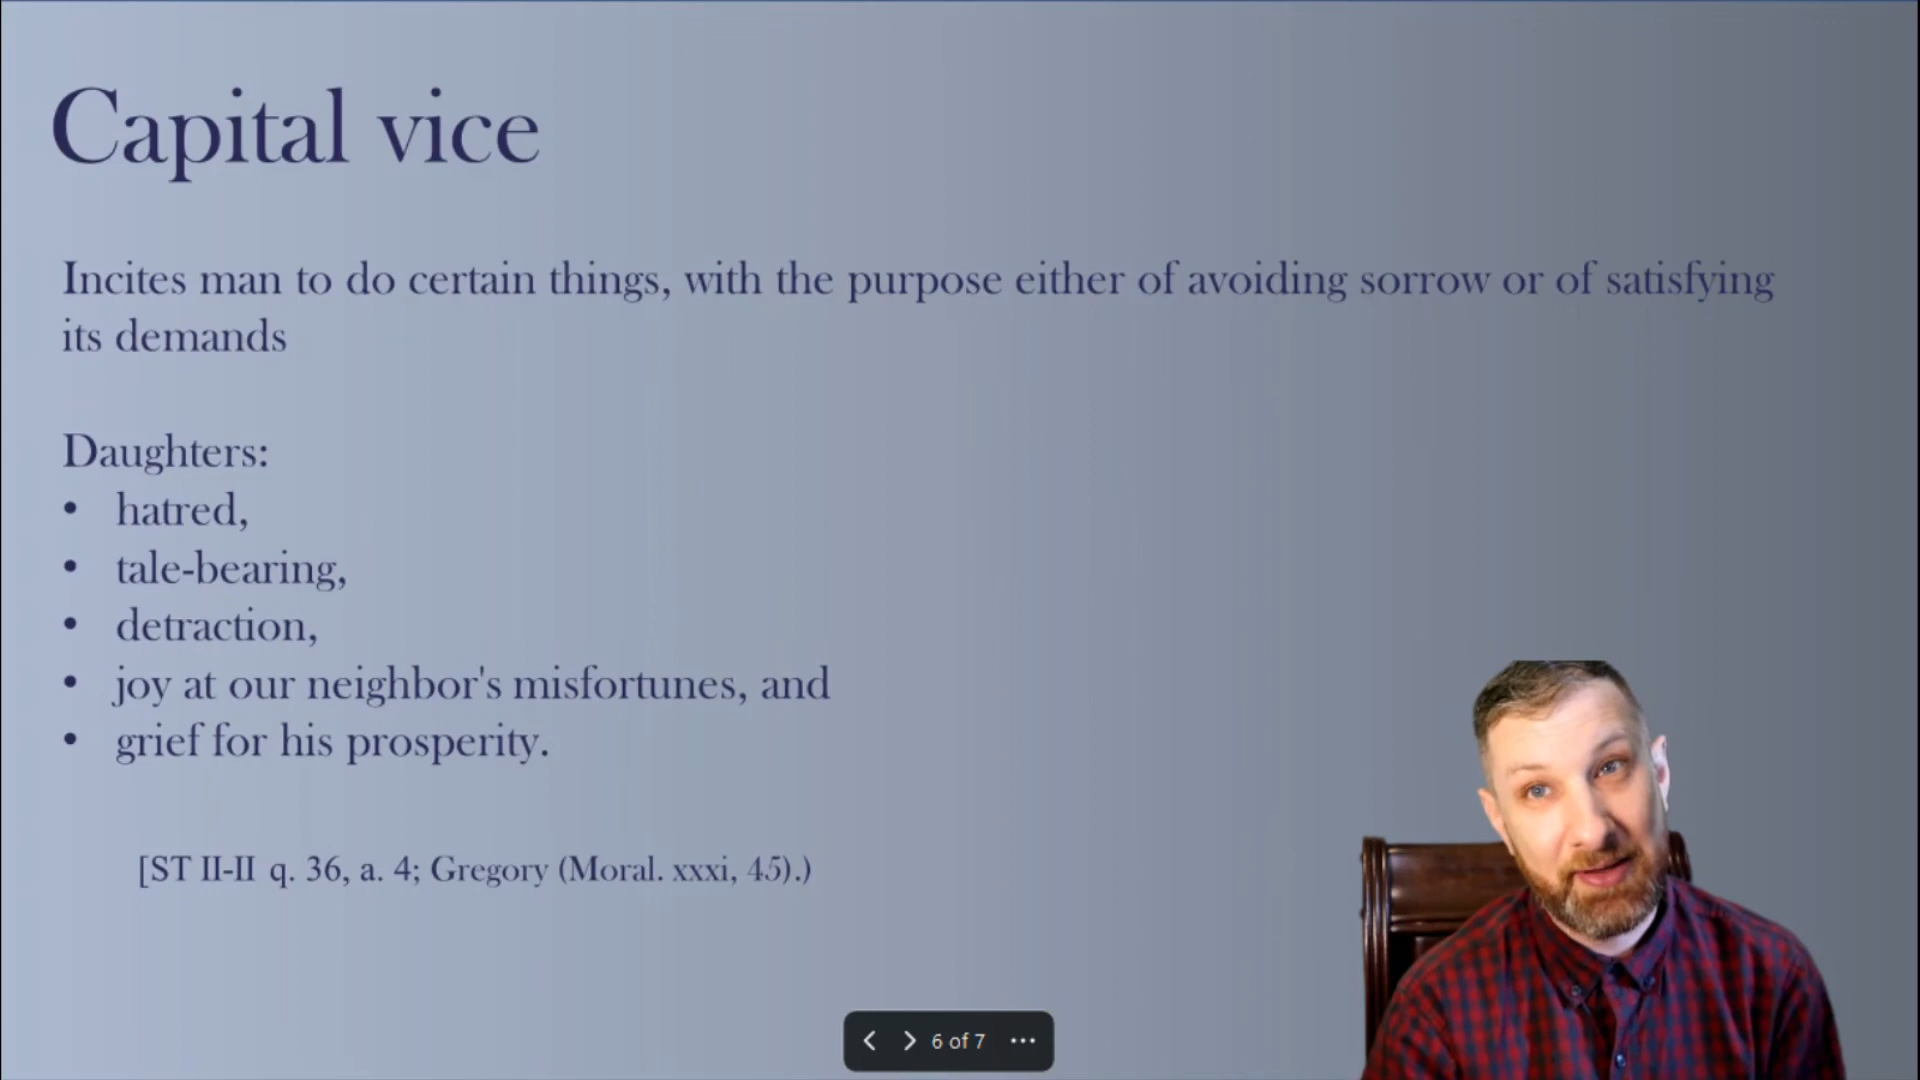 Capital vice
Incites man to do certain things, with the purpose either of avoiding sorrow or of satisfying
its demands
Daughters:
• hatred,
• tale-bearing,
• detraction,
• joy at our neighbor's misfortunes, and
• grief for his prosperity.
[ST II-II q. 36, a. 4; Gregory (Moral. xxxi, 45).)
6 of 7